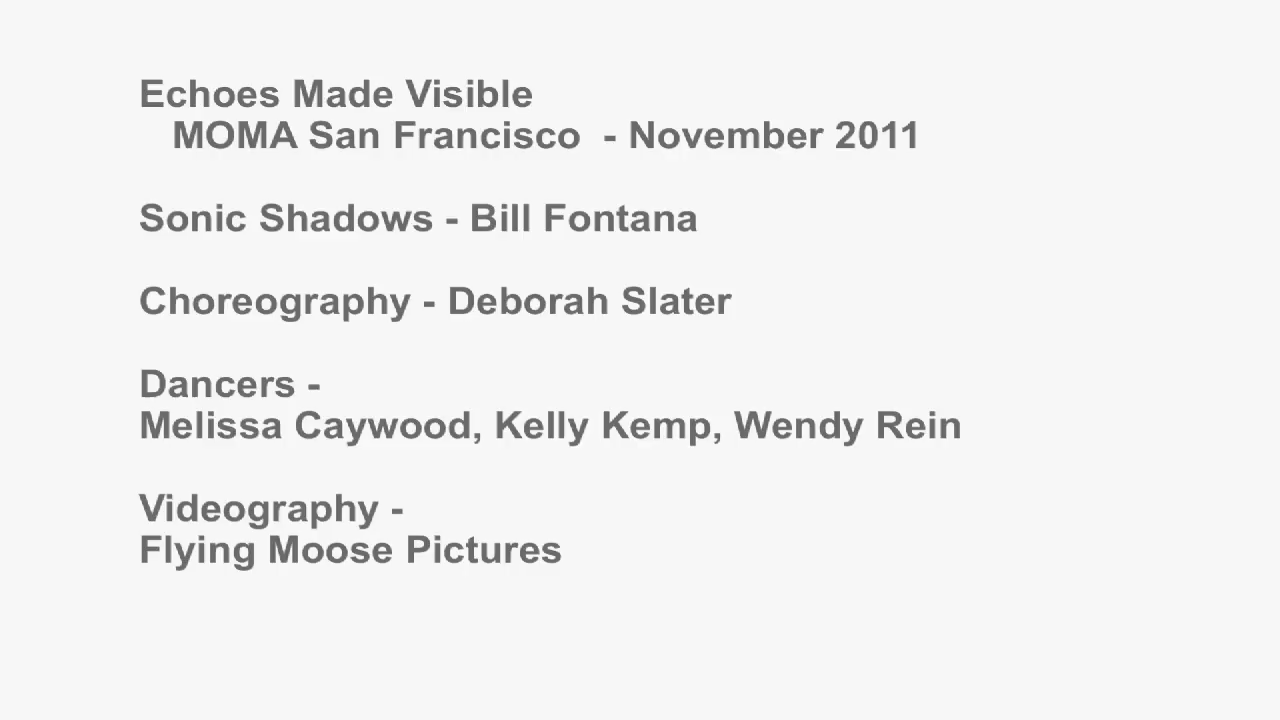 Echoes Made Visible
MOMA San Francisco - November 2011
Sonic Shadows - Bill Fontana
Choreography - Deborah Slater
Dancers -
Melissa Caywood, Kelly Kemp, Wendy Rein
Videography -
Flying Moose Pictures